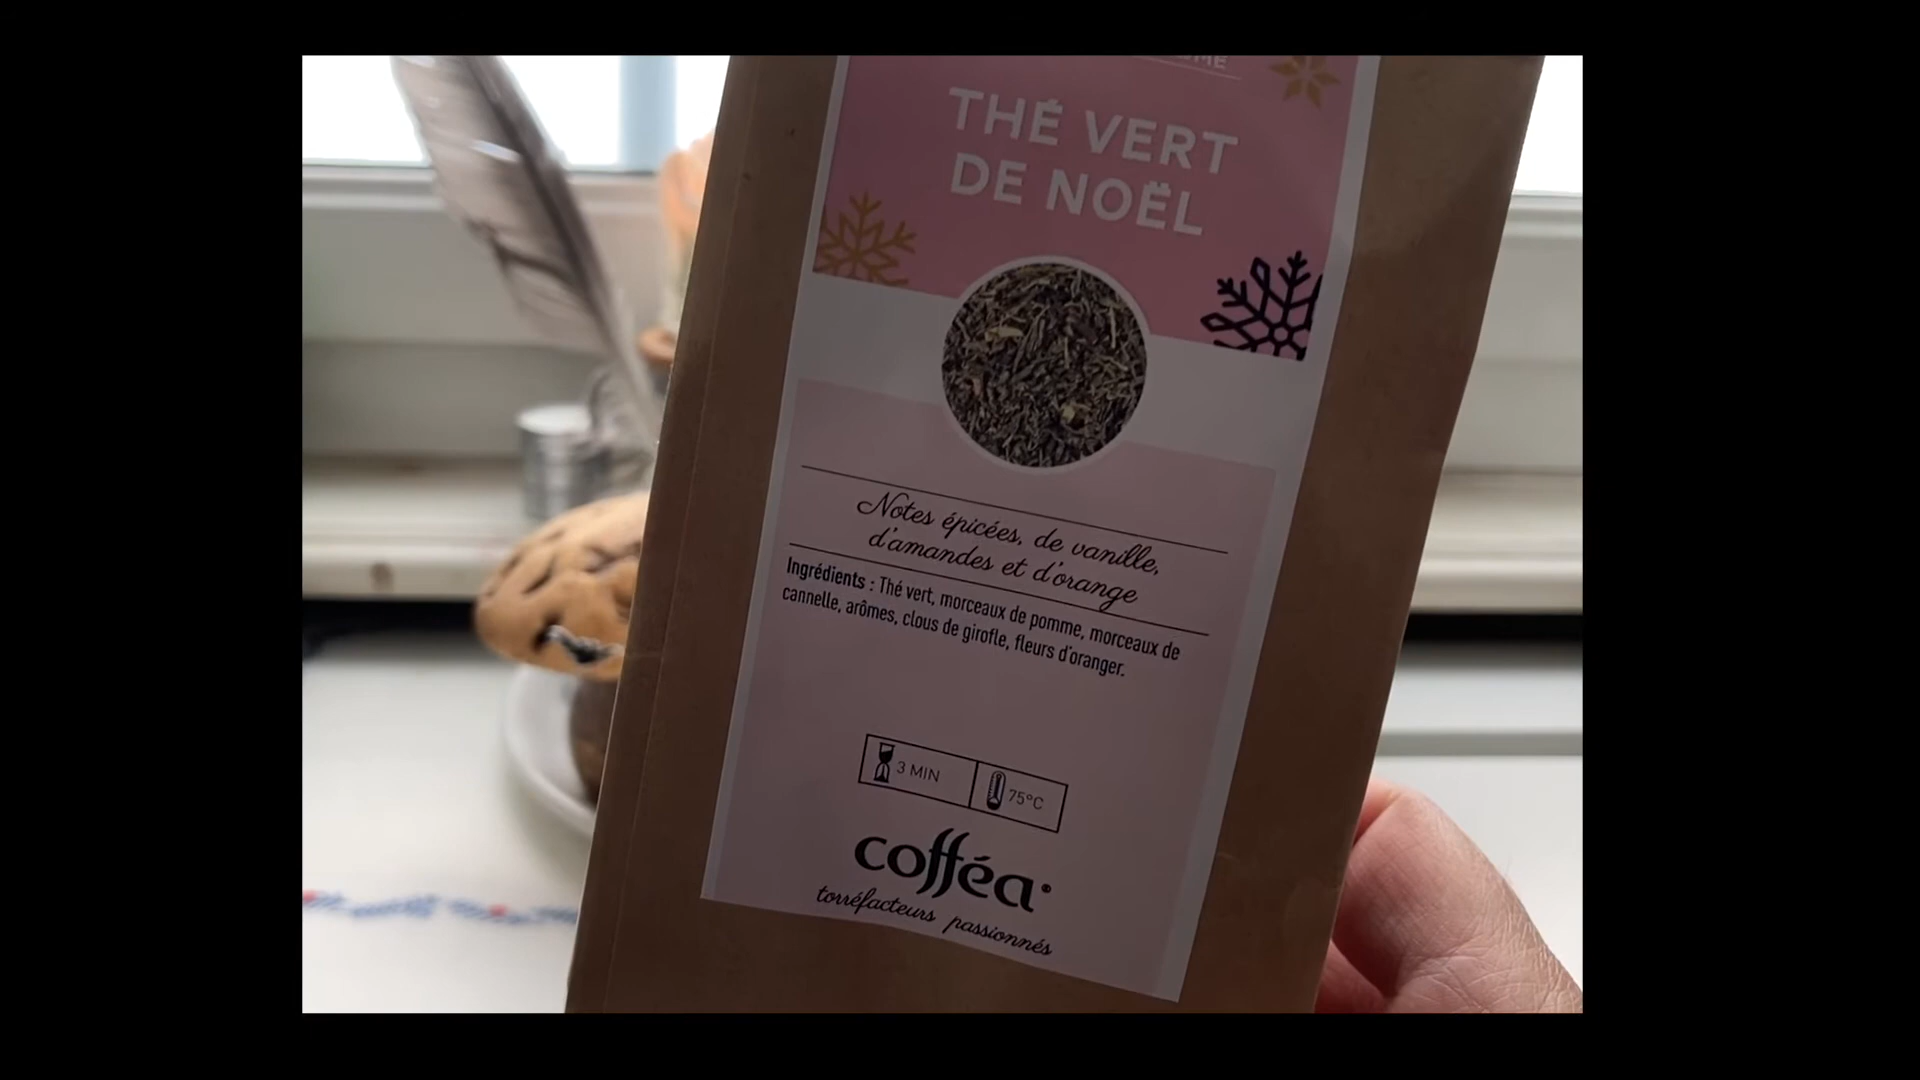 THÉ VERT
DE NOËL
Notes épicées, de vanille,
d'amandes et d'orange
Ingrédients : Thé vert, morceaux de pomme, morceaux de
cannelle, arômes, clous de girofle, fleurs d'oranger.
3 MIN
75°C
cofféa®
torréfacteurs passionnés